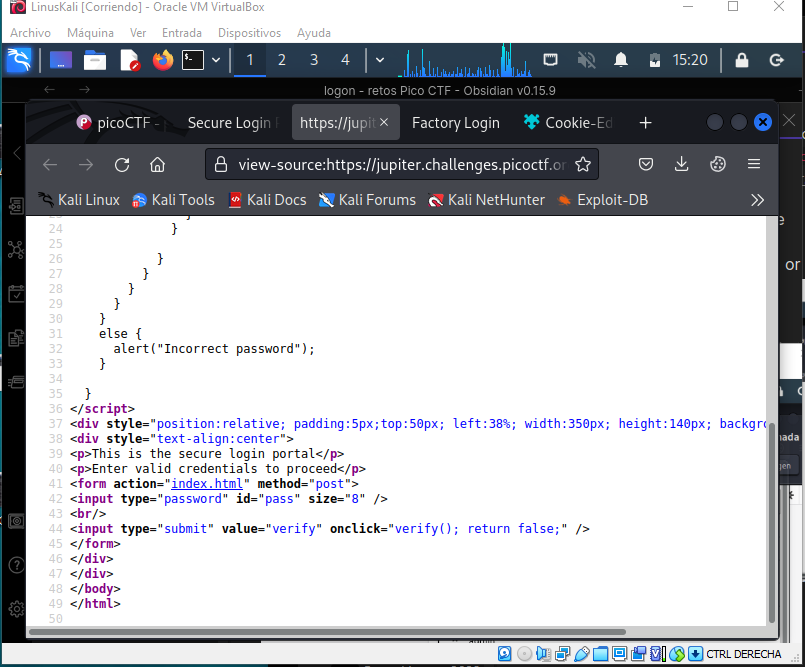 LinusKali [Corriendo] - Oracle VM VirtualBox
Archivo Máquina Ver Entrada Dispositivos Ayuda
1 2 3 4 15:20
logon - retos Pico CTF - Obsidian v0.15.9
picoCTF - Secure Login https://jupit Factory Login Cookie-Ed
view-source:https://jupiter.challenges.picoctf.or
Kali Linux Kali Tools Kali Docs Kali Forums Kali NetHunter Exploit-DB
or
24 }
25
26 }
27 }
28 }
29 }
30 }
31 else {
32 alert("Incorrect password");
33 }
34
35 }
36 </script>
37 <div style="position:relative; padding:5px;top:50px; left:38%; width:350px; height:140px; backgro
38 <div style="text-align:center">
39 <p>This is the secure login portal</p>
40 <p>Enter valid credentials to proceed</p>
41 <form action="index.html" method="post">
42 <input type="password" id="pass" size="8" />
43 <br/>
44 <input type="submit" value="verify" onclick="verify(); return false;" />
45 </form>
46 </div>
47 </div>
48 </body>
49 </html>
50
CTRL DERECHA